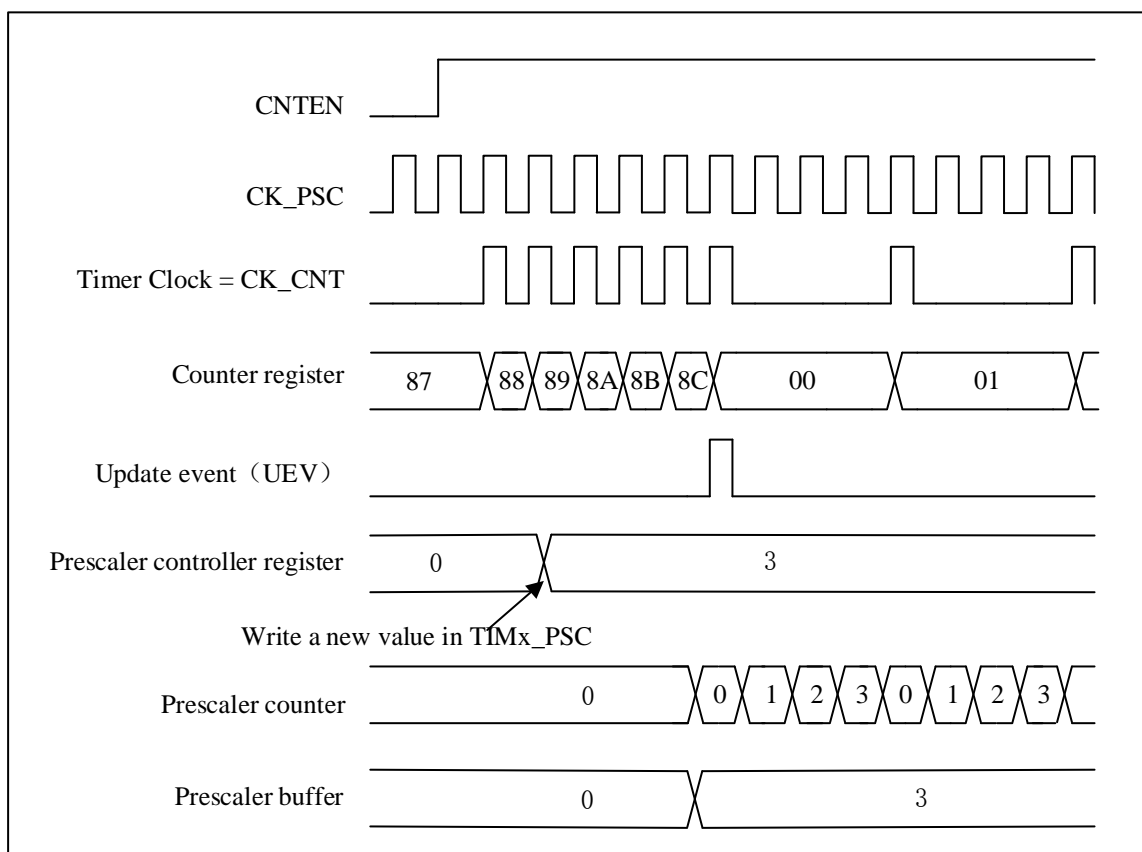 CNTEN
CK_PSC
Timer Clock = CK_CNT
Counter register 87 88 89 8A 8B 8C 00 01
Update event（UEV）
Prescaler controller register 0 3
Write a new value in TIMx_PSC
Prescaler counter 0 0 1 2 3 0 1 2 3
Prescaler buffer 0 3